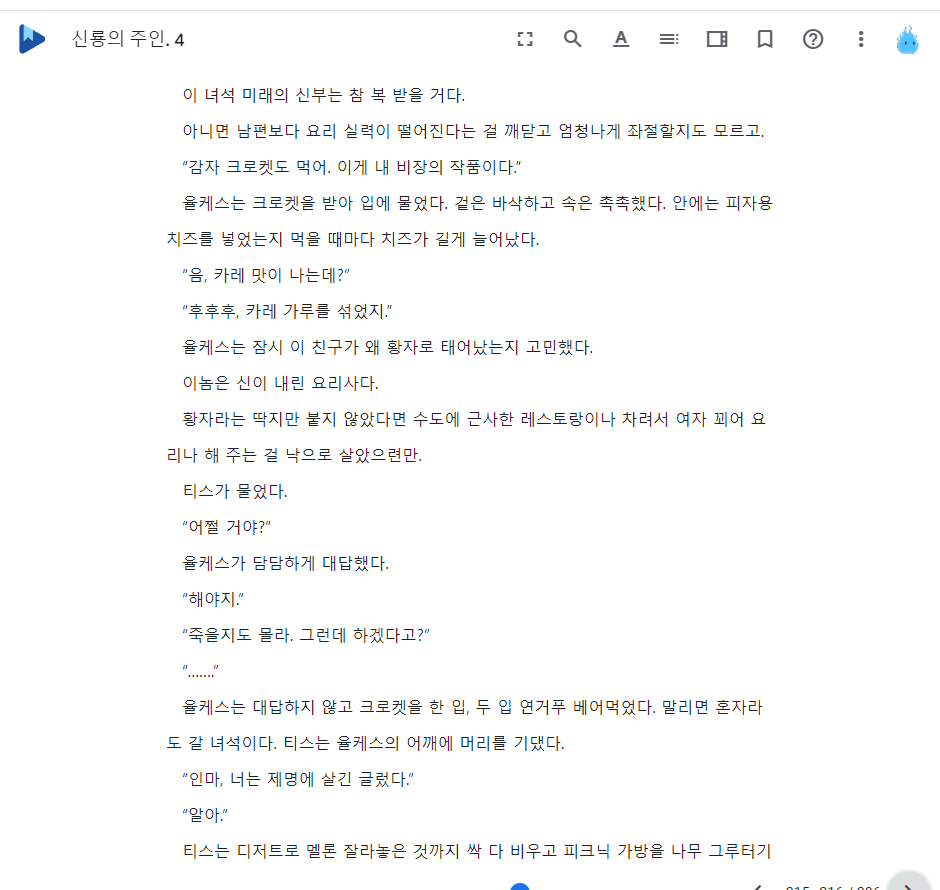 신룡의 주인. 4
이 녀석 미래의 신부는 참 복 받을 거다.
아니면 남편보다 요리 실력이 떨어진다는 걸 깨닫고 엄청나게 좌절할지도 모르고.
“감자 크로켓도 먹어. 이게 내 비장의 작품이다.”
율케스는 크로켓을 받아 입에 물었다. 겉은 바삭하고 속은 촉촉했다. 안에는 피자용
치즈를 넣었는지 먹을 때마다 치즈가 길게 늘어났다.
“음, 카레 맛이 나는데?”
“후후후, 카레 가루를 섞었지.”
율케스는 잠시 이 친구가 왜 황자로 태어났는지 고민했다.
이놈은 신이 내린 요리사다.
황자라는 딱지만 붙지 않았다면 수도에 근사한 레스토랑이나 차려서 여자 꾀어 요
리나 해 주는 걸 낙으로 살았으련만.
티스가 물었다.
“어쩔 거야?”
율케스가 담담하게 대답했다.
“해야지.”
“죽을지도 몰라. 그런데 하겠다고?”
“…….”
율케스는 대답하지 않고 크로켓을 한 입, 두 입 연거푸 베어먹었다. 말리면 혼자라
도 갈 녀석이다. 티스는 율케스의 어깨에 머리를 기댔다.
“인마, 너는 제명에 살긴 글렀다.”
“알아.”
티스는 디저트로 멜론 잘라놓은 것까지 싹 다 비우고 피크닉 가방을 나무 그루터기